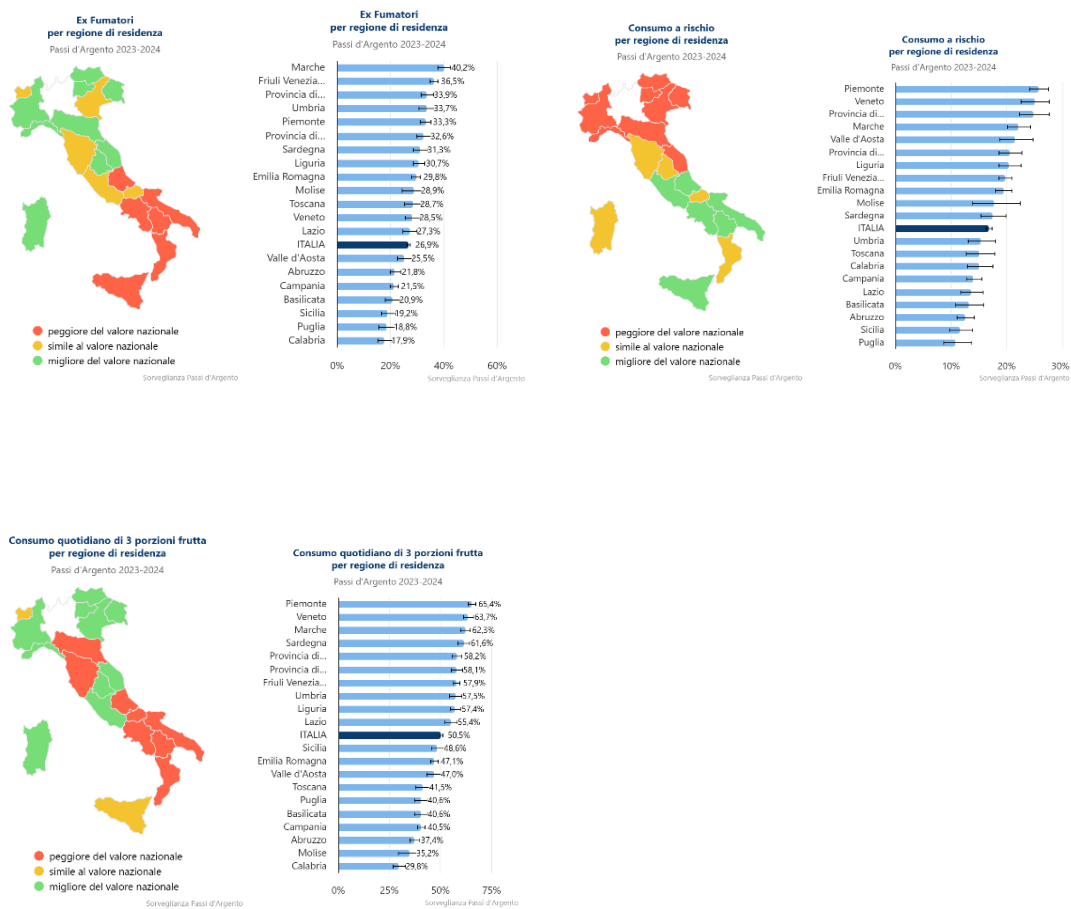 Ex Fumatori
per regione di residenza
Passi d'Argento 2023-2024
peggiore del valore nazionale
simile al valore nazionale
migliore del valore nazionale
Sorveglianza Passi d'Argento
Ex Fumatori
per regione di residenza
Passi d'Argento 2023-2024
Marche 40,2%
Friuli Venezia... 36,5%
Provincia di... 33,9%
Umbria 33,7%
Piemonte 33,3%
Provincia di... 32,6%
Sardegna 31,3%
Liguria 30,7%
Emilia Romagna 29,8%
Molise 28,9%
Toscana 28,7%
Veneto 28,5%
Lazio 27,3%
ITALIA 26,9%
Valle d'Aosta 25,5%
Abruzzo 21,8%
Campania 21,5%
Basilicata 20,9%
Sicilia 19,2%
Puglia 18,8%
Calabria 17,9%
0% 20% 40% 60%
Sorveglianza Passi d'Argento
Consumo a rischio
per regione di residenza
Passi d'Argento 2023-2024
peggiore del valore nazionale
simile al valore nazionale
migliore del valore nazionale
Sorveglianza Passi d'Argento
Consumo a rischio
per regione di residenza
Passi d'Argento 2023-2024
Piemonte
Veneto
Provincia di...
Marche
Valle d'Aosta
Provincia di...
Liguria
Friuli Venezia...
Emilia Romagna
Molise
Sardegna
ITALIA
Umbria
Toscana
Calabria
Campania
Lazio
Basilicata
Abruzzo
Sicilia
Puglia
0% 10% 20% 30%
Sorveglianza Passi d'Argento
Consumo quotidiano di 3 porzioni frutta
per regione di residenza
Passi d'Argento 2023-2024
peggiore del valore nazionale
simile al valore nazionale
migliore del valore nazionale
Sorveglianza Passi d'Argento
Consumo quotidiano di 3 porzioni frutta
per regione di residenza
Passi d'Argento 2023-2024
Piemonte 65,4%
Veneto 63,7%
Marche 62,3%
Sardegna 61,6%
Provincia di... 58,2%
Provincia di... 58,1%
Friuli Venezia... 57,9%
Umbria 57,5%
Liguria 57,4%
Lazio 55,4%
ITALIA 50,5%
Sicilia 48,6%
Emilia Romagna 47,1%
Valle d'Aosta 47,0%
Toscana 41,5%
Puglia 40,6%
Basilicata 40,6%
Campania 40,5%
Abruzzo 37,4%
Molise 35,2%
Calabria 29,8%
0% 25% 50% 75%
Sorveglianza Passi d'Argento